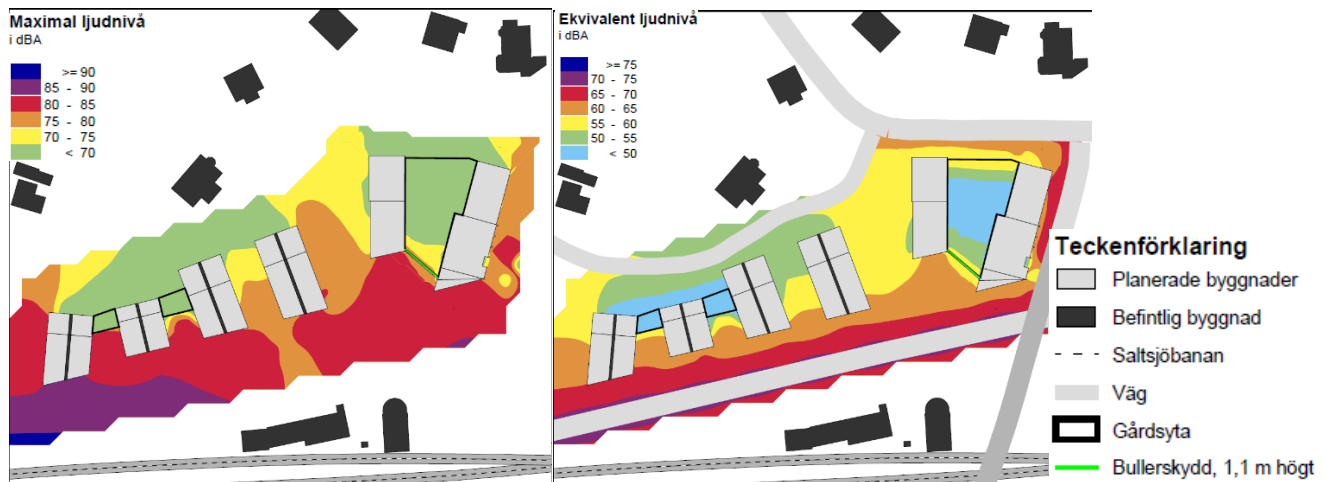 Maximal ljudnivå
i dBA
>= 90
85 - 90
80 - 85
75 - 80
70 - 75
< 70
Ekvivalent ljudnivå
i dBA
>= 75
70 - 75
65 - 70
60 - 65
55 - 60
50 - 55
< 50
Teckenförklaring
Planerade byggnader
Befintlig byggnad
Saltsjöbanan
Väg
Gårdsyta
Bullerskydd, 1,1 m högt